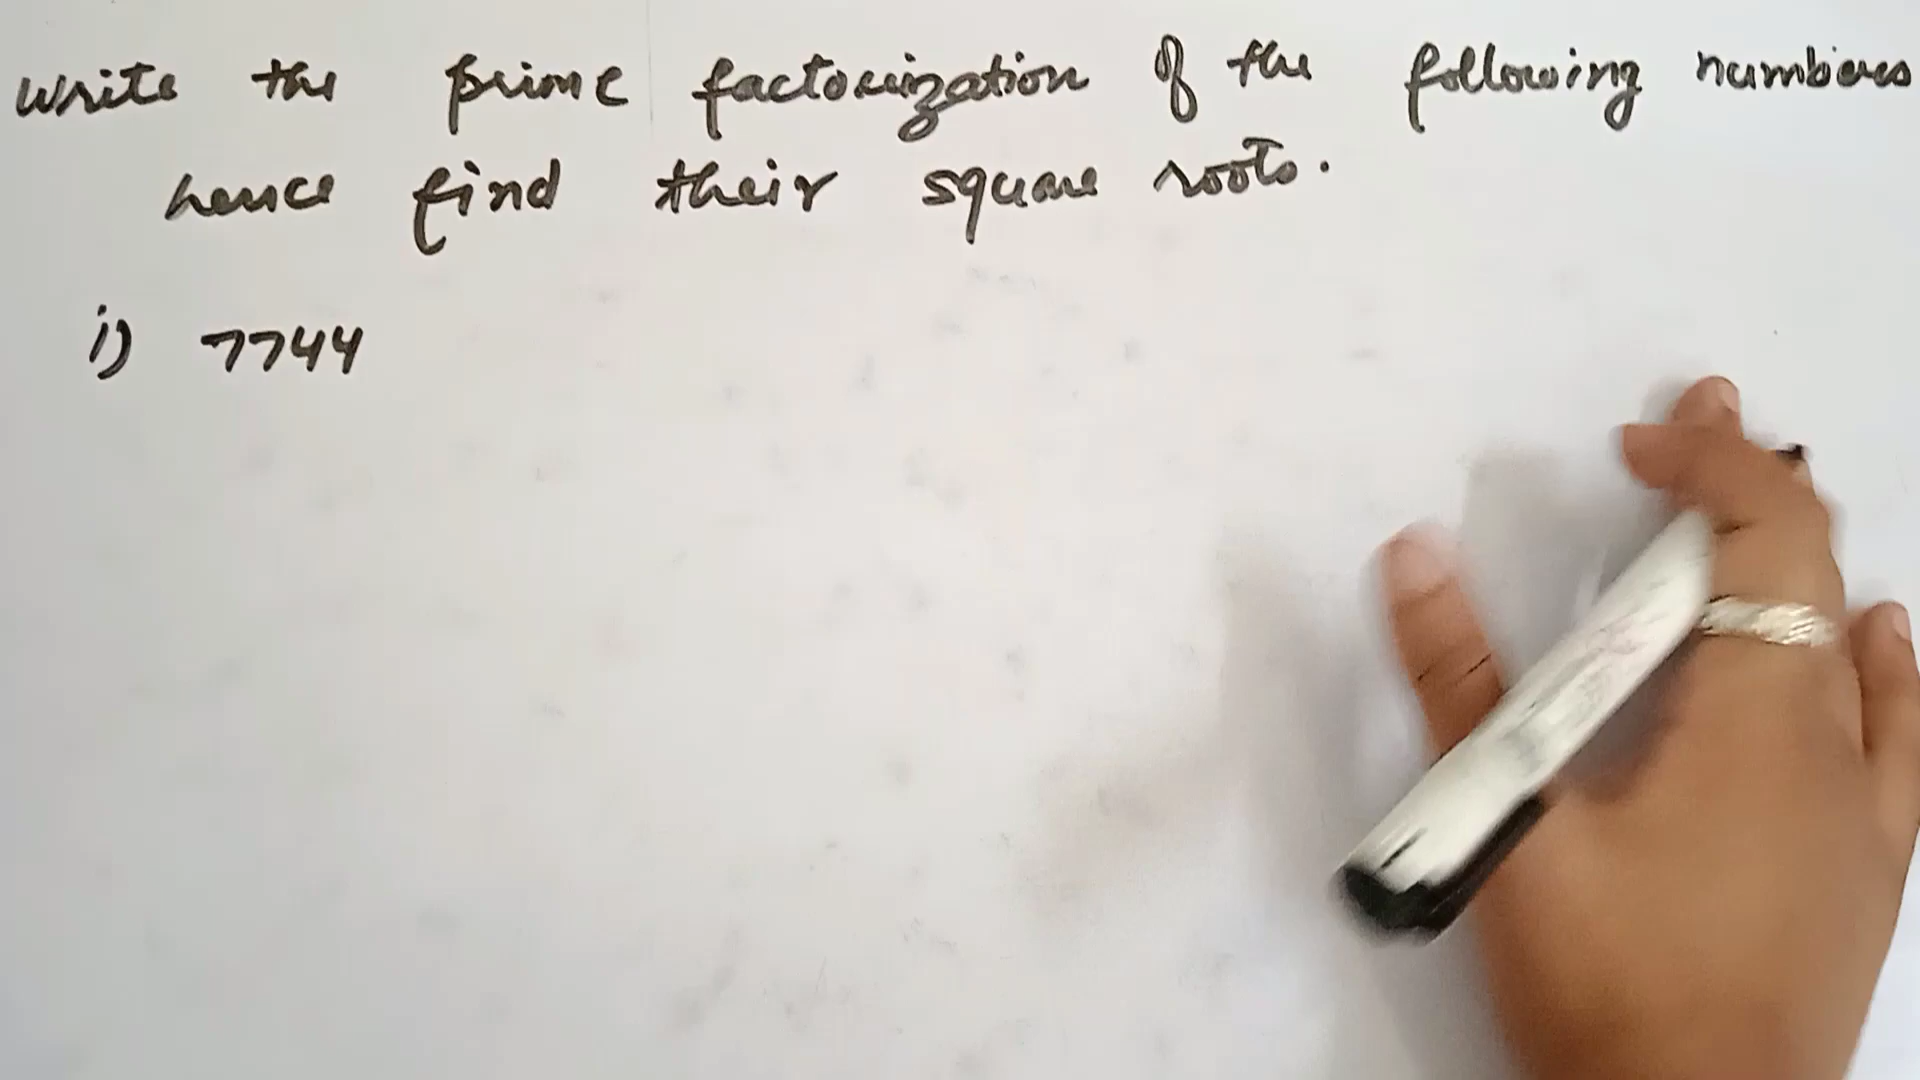 Write the prime factorization of the following numbers
hence find their square roots.
i) 7744